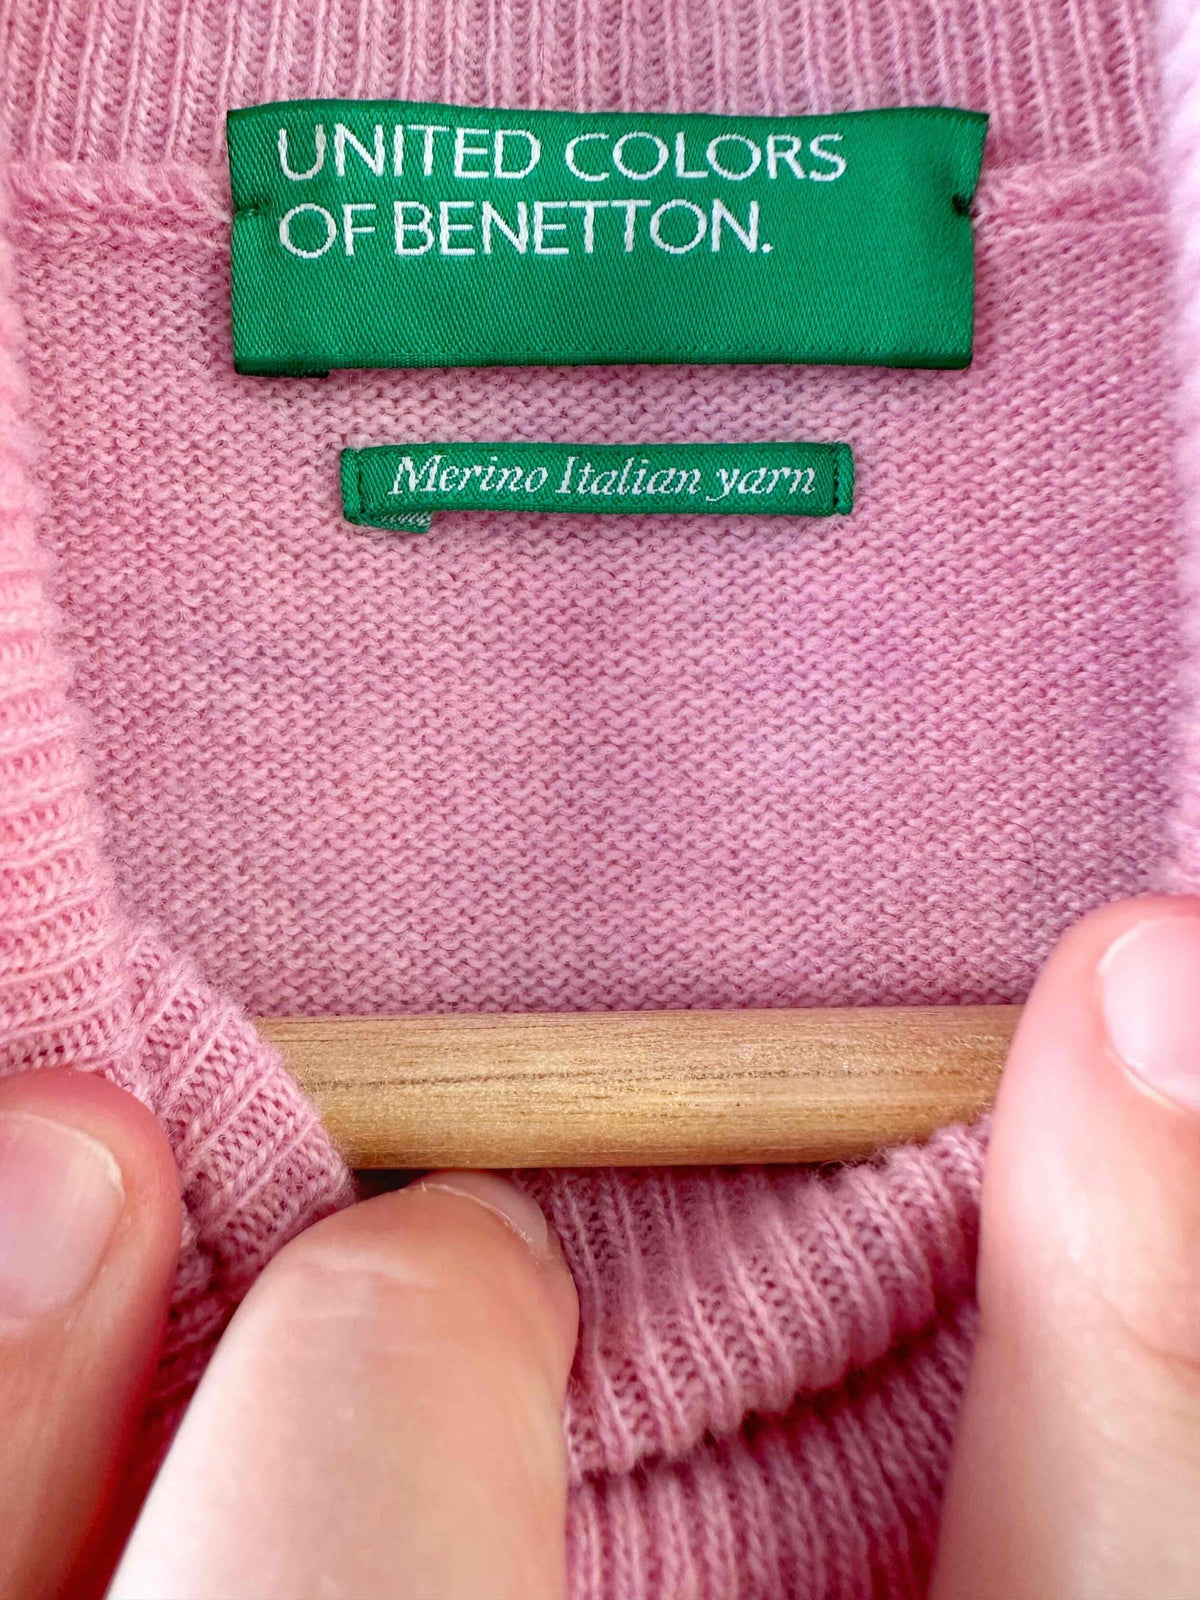 UNITED COLORS
OF BENETTON.
Merino Italian yarn